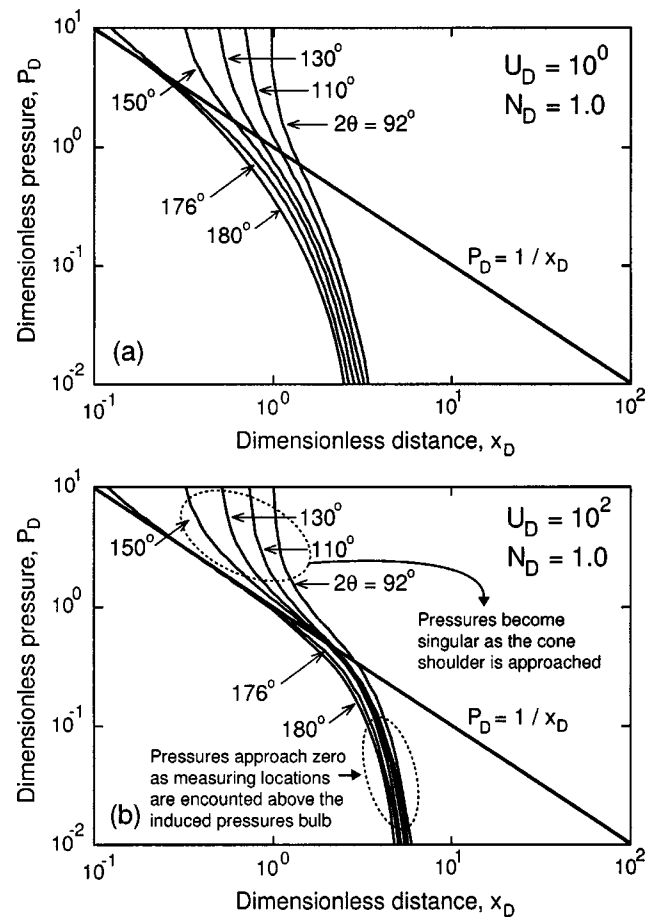 10^1
10^0
10^-1
10^-2
Dimensionless pressure, P_D
150°
130°
110°
2θ = 92°
176°
180°
U_D = 10^0
N_D = 1.0
P_D = 1 / x_D
(a)
10^-1
10^0
10^1
10^2
Dimensionless distance, x_D
10^1
10^0
10^-1
10^-2
Dimensionless pressure, P_D
150°
130°
110°
2θ = 92°
176°
180°
U_D = 10^2
N_D = 1.0
Pressures become
singular as the cone
shoulder is approached
P_D = 1 / x_D
Pressures approach zero
as measuring locations
are encounted above the
induced pressures bulb
(b)
10^-1
10^0
10^1
10^2
Dimensionless distance, x_D